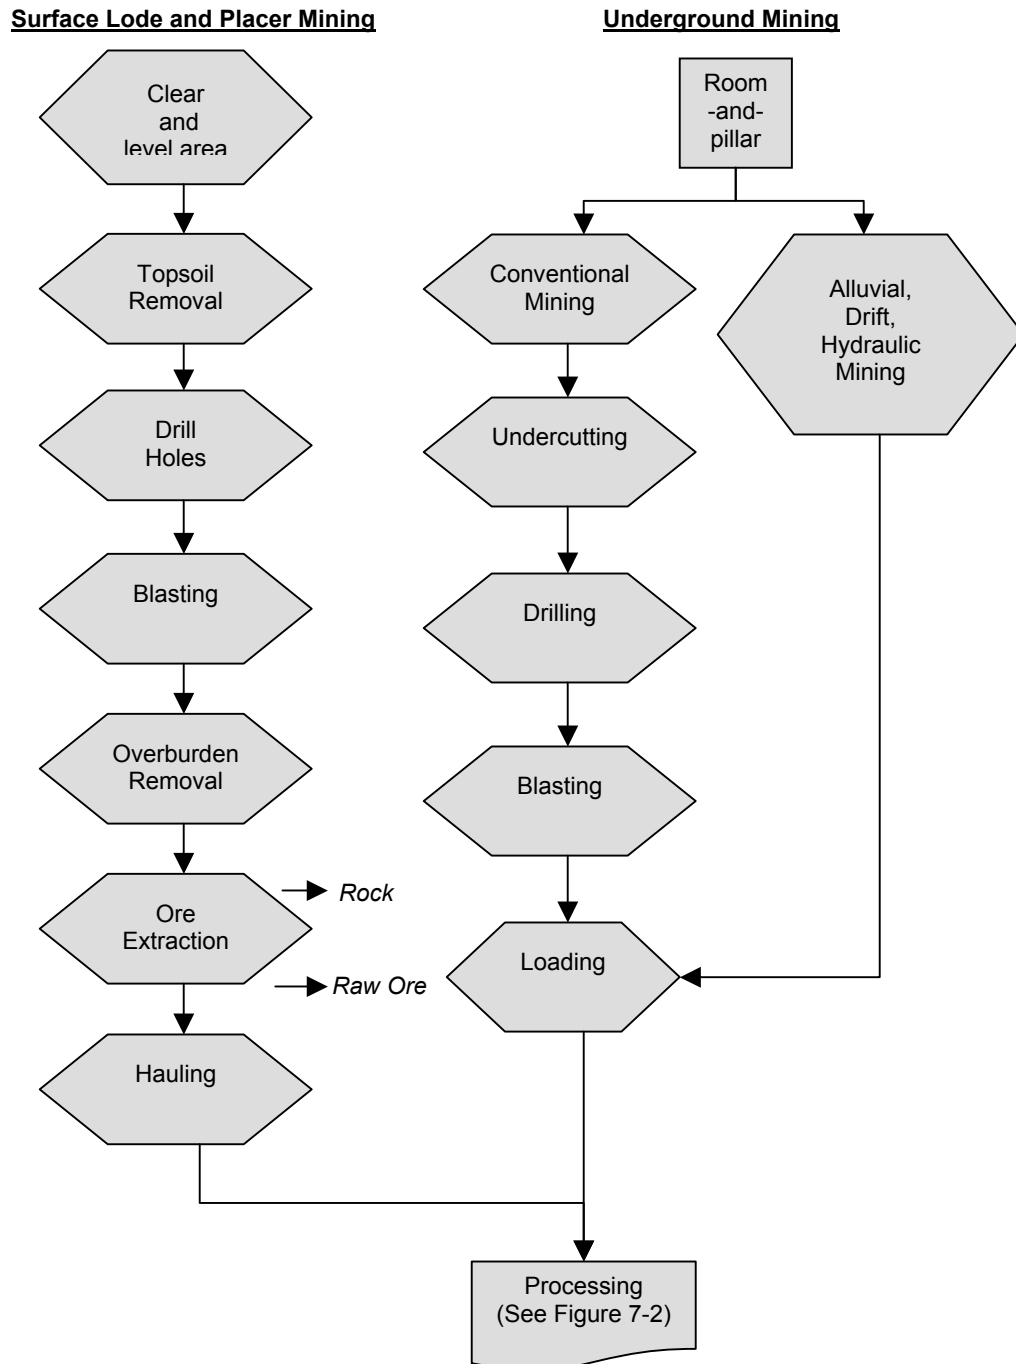 Surface Lode and Placer Mining
Clear
and
level area
Topsoil
Removal
Drill
Holes
Blasting
Overburden
Removal
Ore
Extraction
Rock
Raw Ore
Hauling
Underground Mining
Room
-and-
pillar
Conventional
Mining
Undercutting
Drilling
Blasting
Loading
Alluvial,
Drift,
Hydraulic
Mining
Processing
(See Figure 7-2)